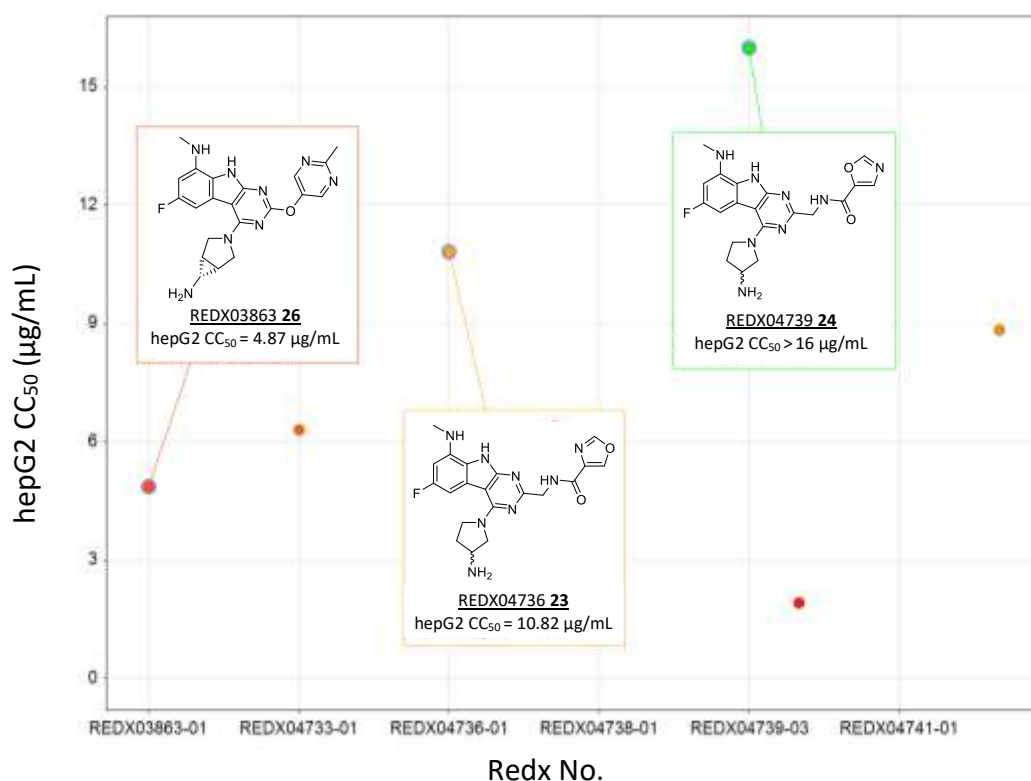 hepG2 CC50 (µg/mL)
15
12
9
6
3
0
NH
H
N
N
N
F
O
N
N
N
H2N
REDX03863 26
hepG2 CC50 = 4.87 µg/mL
NH
H
N
N
N
F
NH
O
O
N
N
NH2
REDX04739 24
hepG2 CC50 > 16 µg/mL
NH
H
N
N
N
F
NH
O
N
O
N
NH2
REDX04736 23
hepG2 CC50 = 10.82 µg/mL
REDX03863-01
REDX04733-01
REDX04736-01
REDX04738-01
REDX04739-03
REDX04741-01
Redx No.